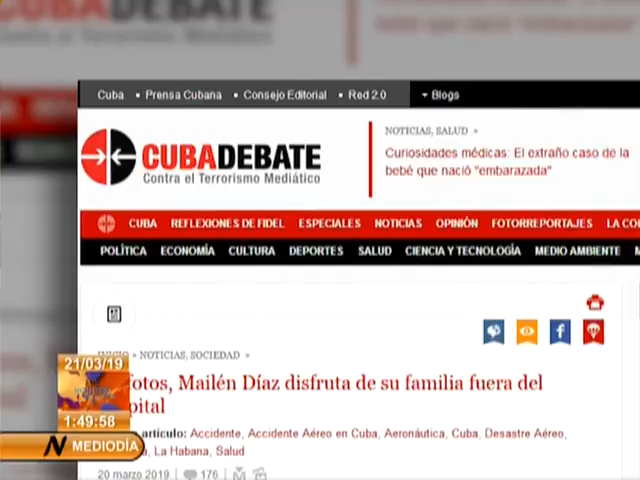 CUBADEBATE
Cuba ▪ Prensa Cubana ▪ Consejo Editorial ▪ Red 2.0 Blogs
NOTICIAS, SALUD »
Curiosidades médicas: El extraño caso de la
bebé que nació "embarazada"
CUBADEBATE
Contra el Terrorismo Mediático
CUBA REFLEXIONES DE FIDEL ESPECIALES NOTICIAS OPINIÓN FOTORREPORTAJES LA CO
POLÍTICA ECONOMÍA CULTURA DEPORTES SALUD CIENCIA Y TECNOLOGÍA MEDIO AMBIENTE
» NOTICIAS, SOCIEDAD »
fotos, Mailén Díaz disfruta de su familia fuera del
pital
artículo: Accidente, Accidente Aéreo en Cuba, Aeronáutica, Cuba, Desastre Aéreo,
La Habana, Salud
20 marzo 2019 176
21/03/19
1:49:58
N MEDIODÍA